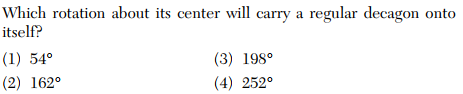 Which rotation about its center will carry a regular decagon onto
itself?
(1) 54° (3) 198°
(2) 162° (4) 252°